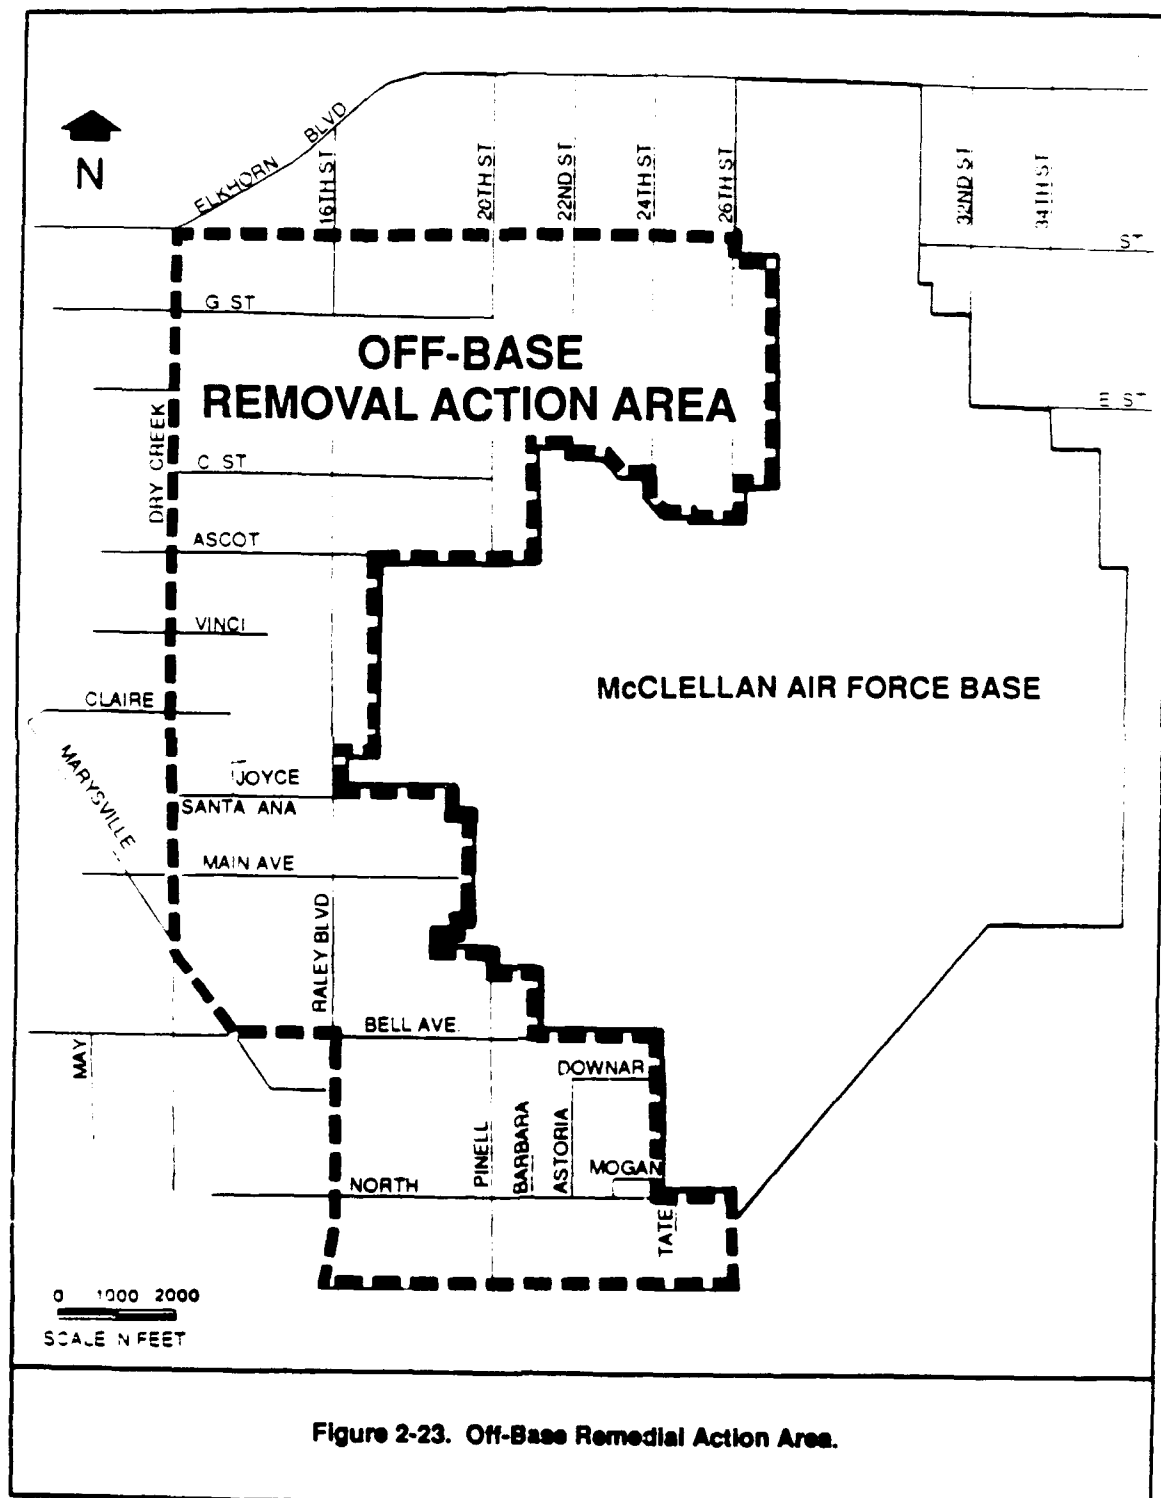 N
ELKHORN BLVD
16TH ST
20TH ST
22ND ST
24TH ST
26TH ST
32ND ST
34TH ST
ST
G ST
OFF-BASE
REMOVAL ACTION AREA
E ST
DRY CREEK
C ST
ASCOT
VINCI
McCLELLAN AIR FORCE BASE
CLAIRE
MARYSVILLE
JOYCE
SANTA ANA
MAIN AVE
RALEY BLVD
BELL AVE.
MAY
DOWNAR
PINELL
BARBARA
ASTORIA
MOGAN
NORTH
TATE
0 1000 2000
SCALE IN FEET
Figure 2-23. Off-Base Remedial Action Area.